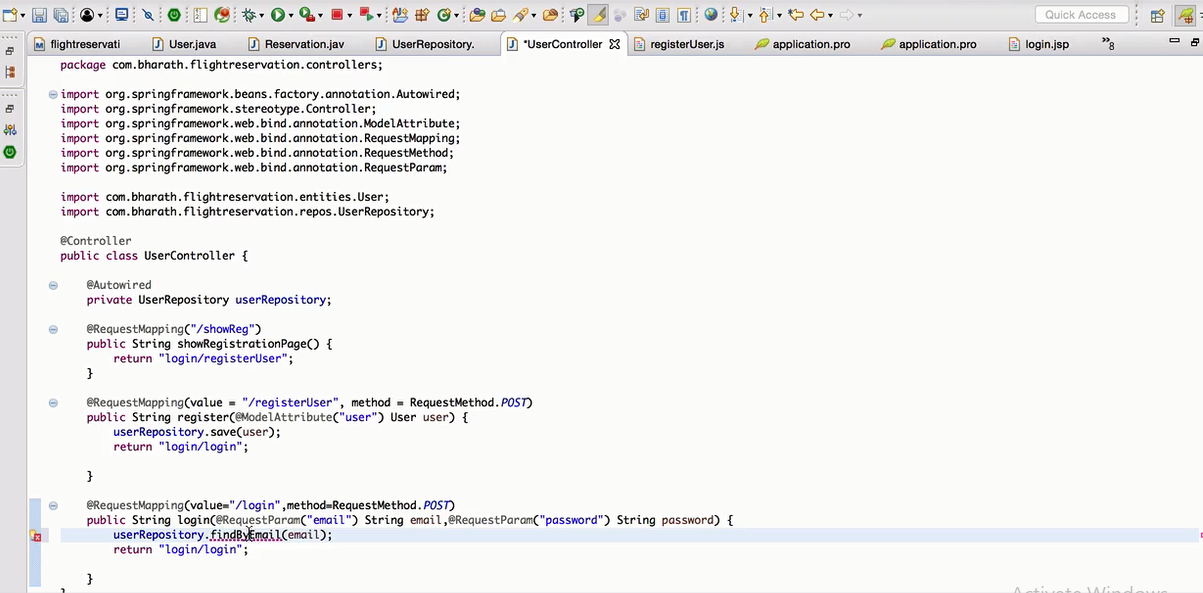 Quick Access
flightreservati User.java Reservation.jav UserRepository. *UserController registerUser.js application.pro application.pro login.jsp »8
package com.bharath.flightreservation.controllers;
import org.springframework.beans.factory.annotation.Autowired;
import org.springframework.stereotype.Controller;
import org.springframework.web.bind.annotation.ModelAttribute;
import org.springframework.web.bind.annotation.RequestMapping;
import org.springframework.web.bind.annotation.RequestMethod;
import org.springframework.web.bind.annotation.RequestParam;
import com.bharath.flightreservation.entities.User;
import com.bharath.flightreservation.repos.UserRepository;
@Controller
public class UserController {
@Autowired
private UserRepository userRepository;
@RequestMapping("/showReg")
public String showRegistrationPage() {
return "login/registerUser";
}
@RequestMapping(value = "/registerUser", method = RequestMethod.POST)
public String register(@ModelAttribute("user") User user) {
userRepository.save(user);
return "login/login";
}
@RequestMapping(value="/login",method=RequestMethod.POST)
public String login(@RequestParam("email") String email,@RequestParam("password") String password) {
userRepository.findByEmail(email);
return "login/login";
}
}
Activate Windows